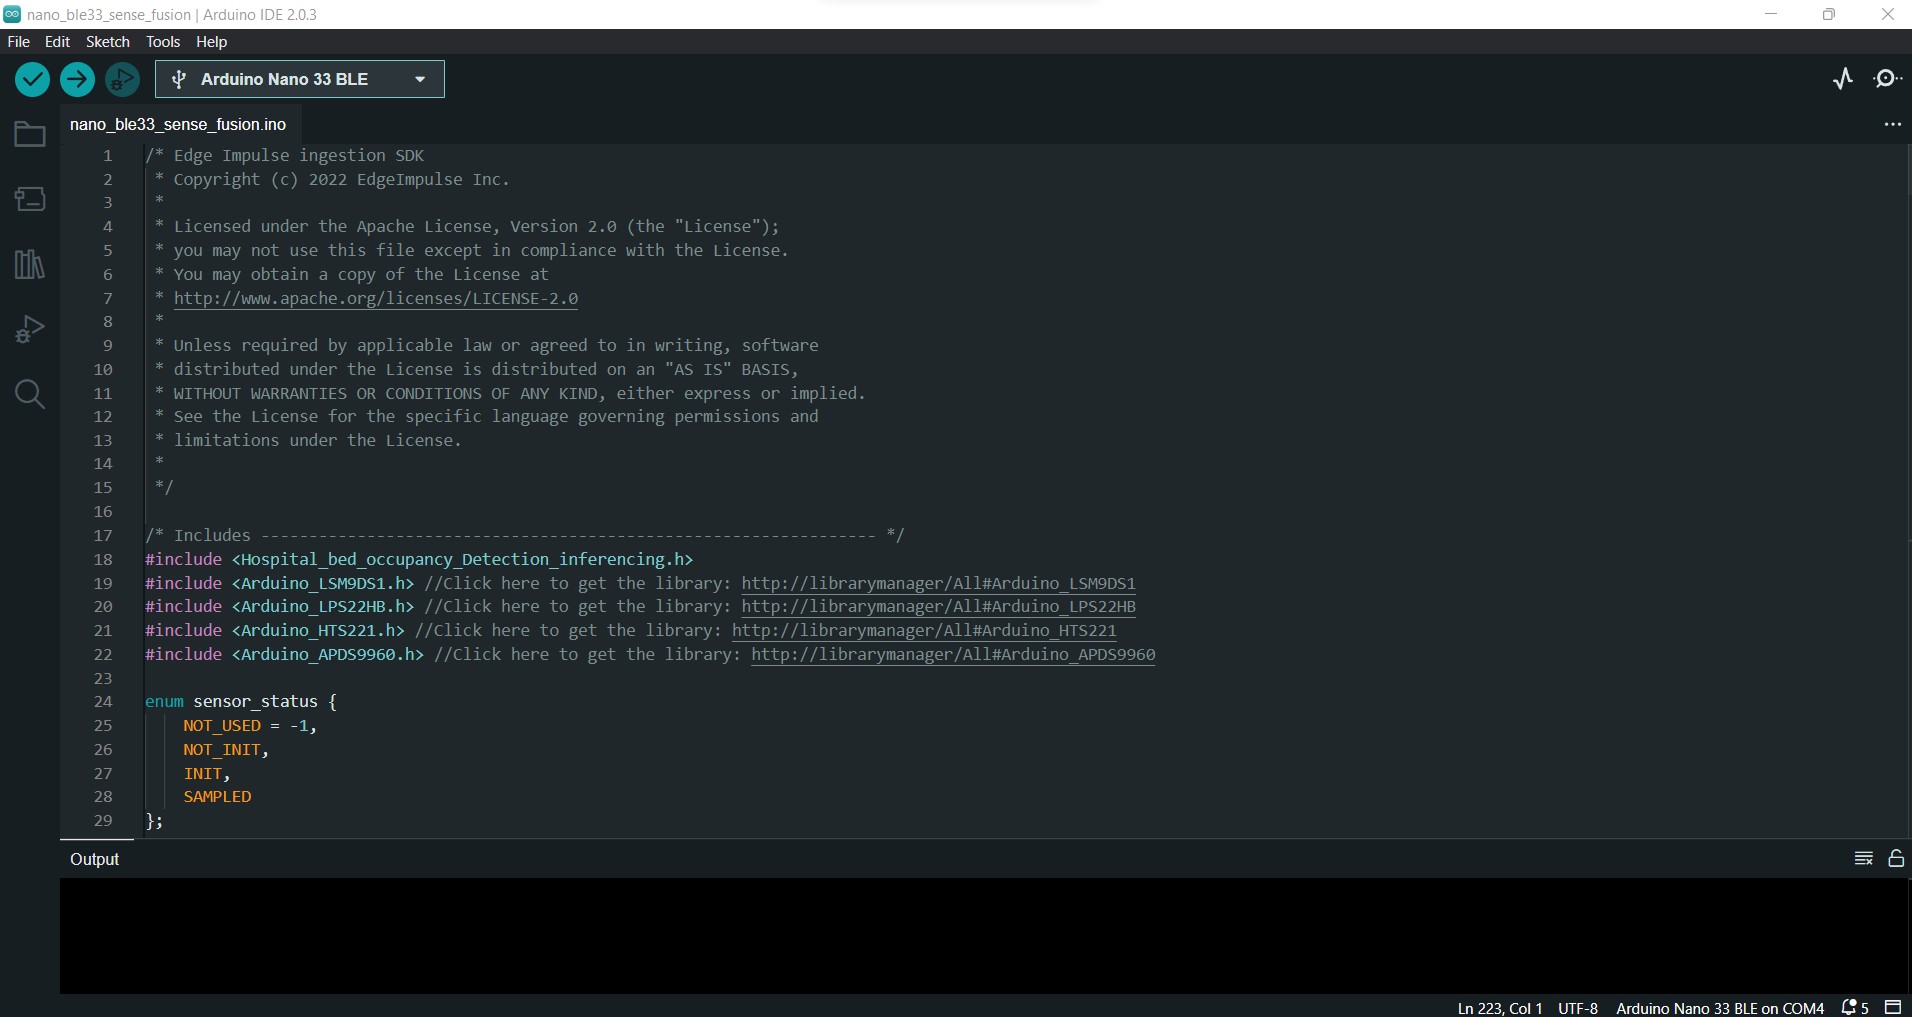 nano_ble33_sense_fusion | Arduino IDE 2.0.3
File Edit Sketch Tools Help
Arduino Nano 33 BLE
nano_ble33_sense_fusion.ino
1 /* Edge Impulse ingestion SDK
2 * Copyright (c) 2022 EdgeImpulse Inc.
3 *
4 * Licensed under the Apache License, Version 2.0 (the "License");
5 * you may not use this file except in compliance with the License.
6 * You may obtain a copy of the License at
7 * http://www.apache.org/licenses/LICENSE-2.0
8 *
9 * Unless required by applicable law or agreed to in writing, software
10 * distributed under the License is distributed on an "AS IS" BASIS,
11 * WITHOUT WARRANTIES OR CONDITIONS OF ANY KIND, either express or implied.
12 * See the License for the specific language governing permissions and
13 * limitations under the License.
14 *
15 */
16
17 /* Includes ---------------------------------------------------------------- */
18 #include <Hospital_bed_occupancy_Detection_inferencing.h>
19 #include <Arduino_LSM9DS1.h> //Click here to get the library: http://librarymanager/All#Arduino_LSM9DS1
20 #include <Arduino_LPS22HB.h> //Click here to get the library: http://librarymanager/All#Arduino_LPS22HB
21 #include <Arduino_HTS221.h> //Click here to get the library: http://librarymanager/All#Arduino_HTS221
22 #include <Arduino_APDS9960.h> //Click here to get the library: http://librarymanager/All#Arduino_APDS9960
23
24 enum sensor_status {
25 NOT_USED = -1,
26 NOT_INIT,
27 INIT,
28 SAMPLED
29 };
Output
Ln 223, Col 1 UTF-8 Arduino Nano 33 BLE on COM4 5